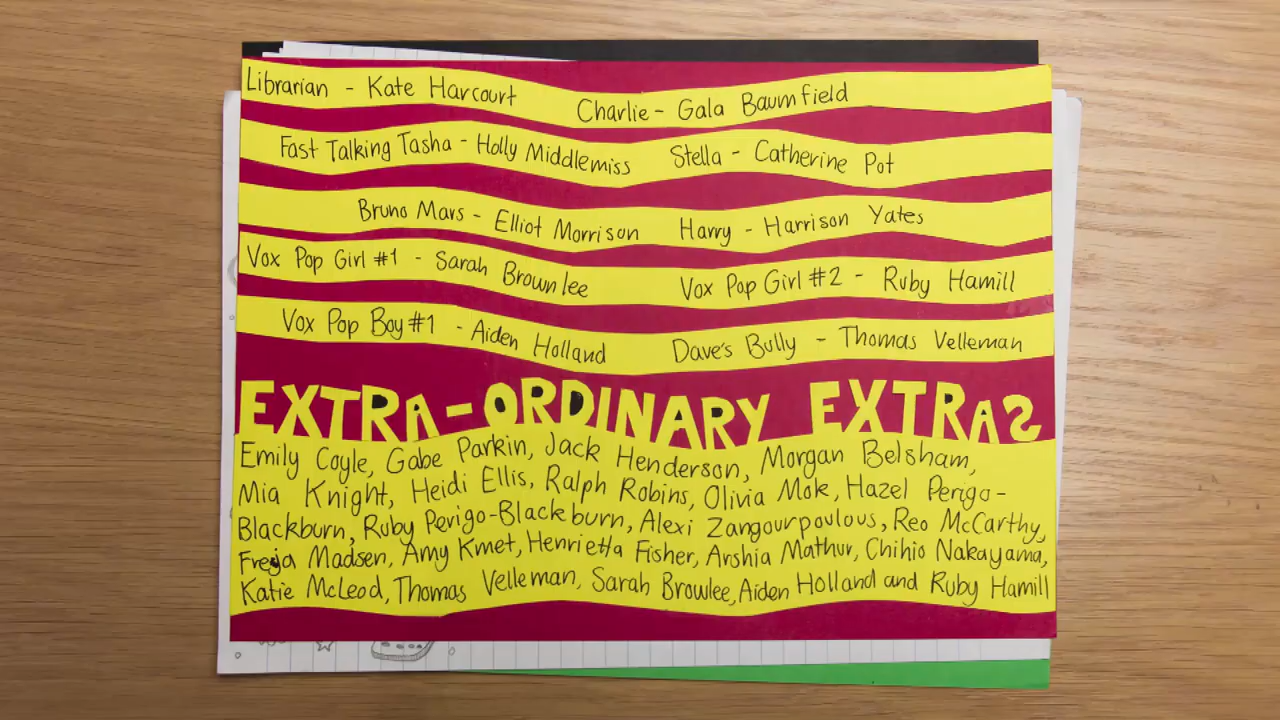 Librarian - Kate Harcourt Charlie - Gala Baumfield
Fast Talking Tasha - Holly Middlemiss Stella - Catherine Pot
Bruno Mars - Elliot Morrison Harry - Harrison Yates
Vox Pop Girl #1 - Sarah Brownlee Vox Pop Girl #2 - Ruby Hamill
Vox Pop Boy #1 - Aiden Holland Dave's Bully - Thomas Velleman
EXTRA-ORDINARY EXTRAS
Emily Coyle, Gabe Parkin, Jack Henderson, Morgan Belsham,
Mia Knight, Heidi Ellis, Ralph Robins, Olivia Mok, Hazel Perigo-
Blackburn, Ruby Perigo-Blackburn, Alexi Zangourpoulous, Reo McCarthy,
Freya Madsen, Amy Kmet, Henrietta Fisher, Arshia Mathur, Chihio Nakayama,
Katie McLeod, Thomas Velleman, Sarah Browlee, Aiden Holland and Ruby Hamill